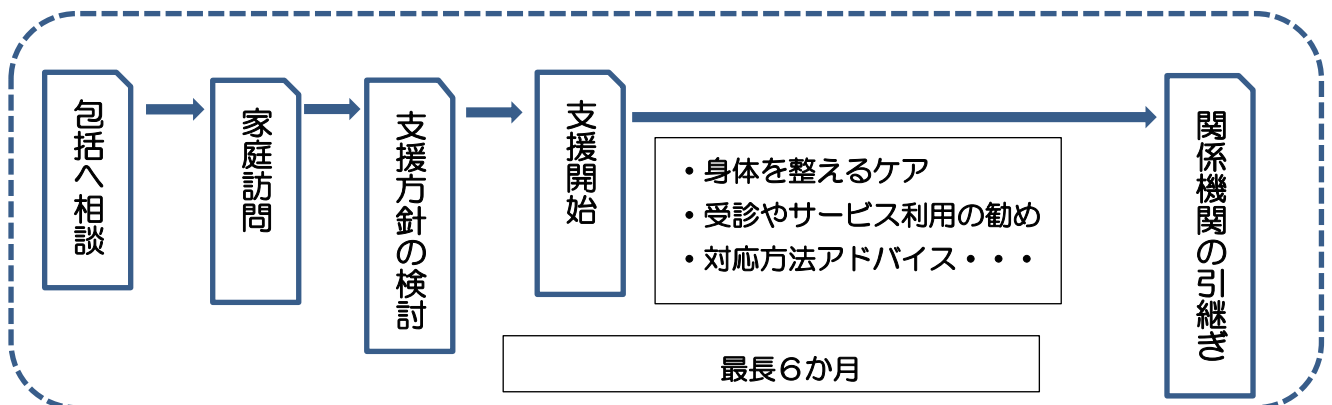 包括へ相談
家庭訪問
支援方針の検討
支援開始
・身体を整えるケア
・受診やサービス利用の勧め
・対応方法アドバイス・・・
最長６か月
関係機関の引継ぎ